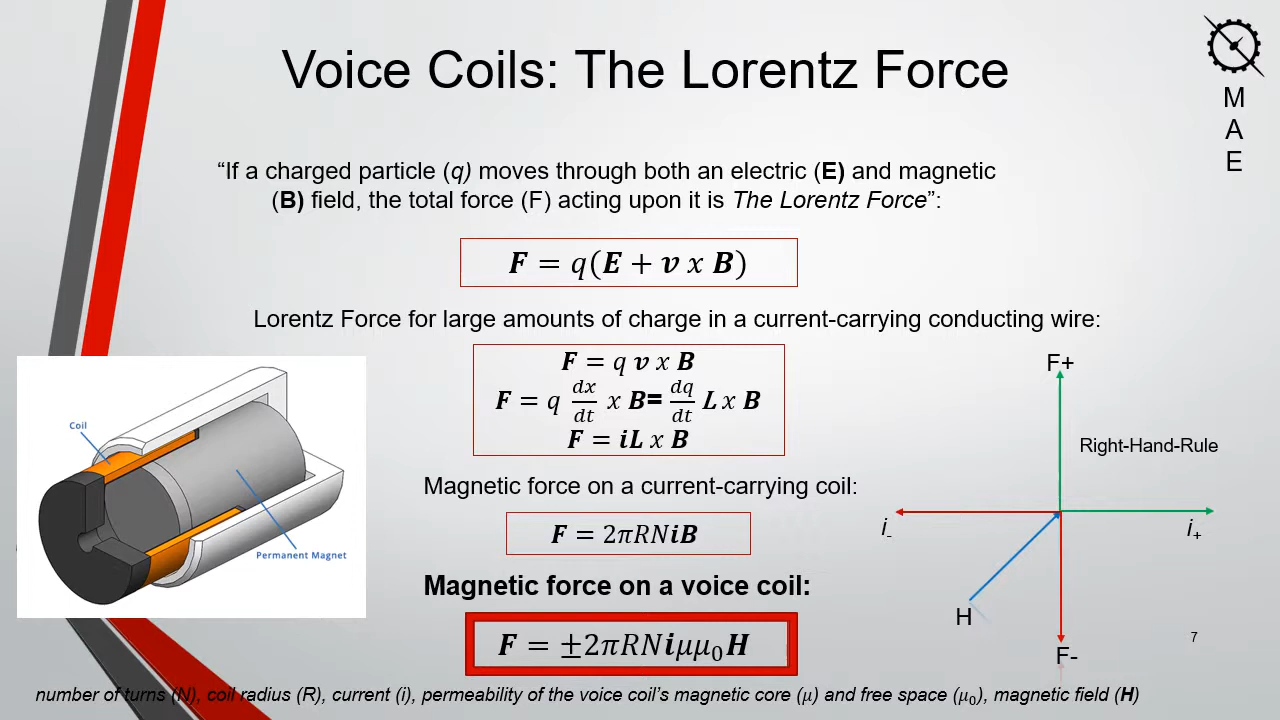 Voice Coils: The Lorentz Force
M
A
E
“If a charged particle (q) moves through both an electric (E) and magnetic
(B) field, the total force (F) acting upon it is The Lorentz Force”:
F = q(E + v x B)
Lorentz Force for large amounts of charge in a current-carrying conducting wire:
F = q v x B
F = q dx/dt x B= dq/dt L x B
F = iL x B
Magnetic force on a current-carrying coil:
F = 2πRNiB
Magnetic force on a voice coil:
F = ±2πRNiμμ₀H
Coil
Permanent Magnet
F+
Right-Hand-Rule
i-
i+
H
F-
7
number of turns (N), coil radius (R), current (i), permeability of the voice coil’s magnetic core (μ) and free space (μ₀), magnetic field (H)